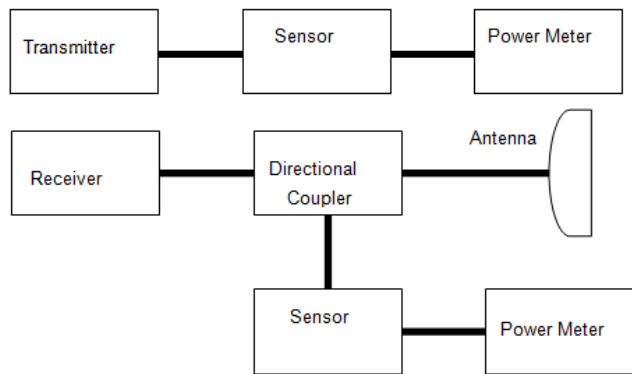 Transmitter
Sensor
Power Meter
Antenna
Receiver
Directional
Coupler
Sensor
Power Meter